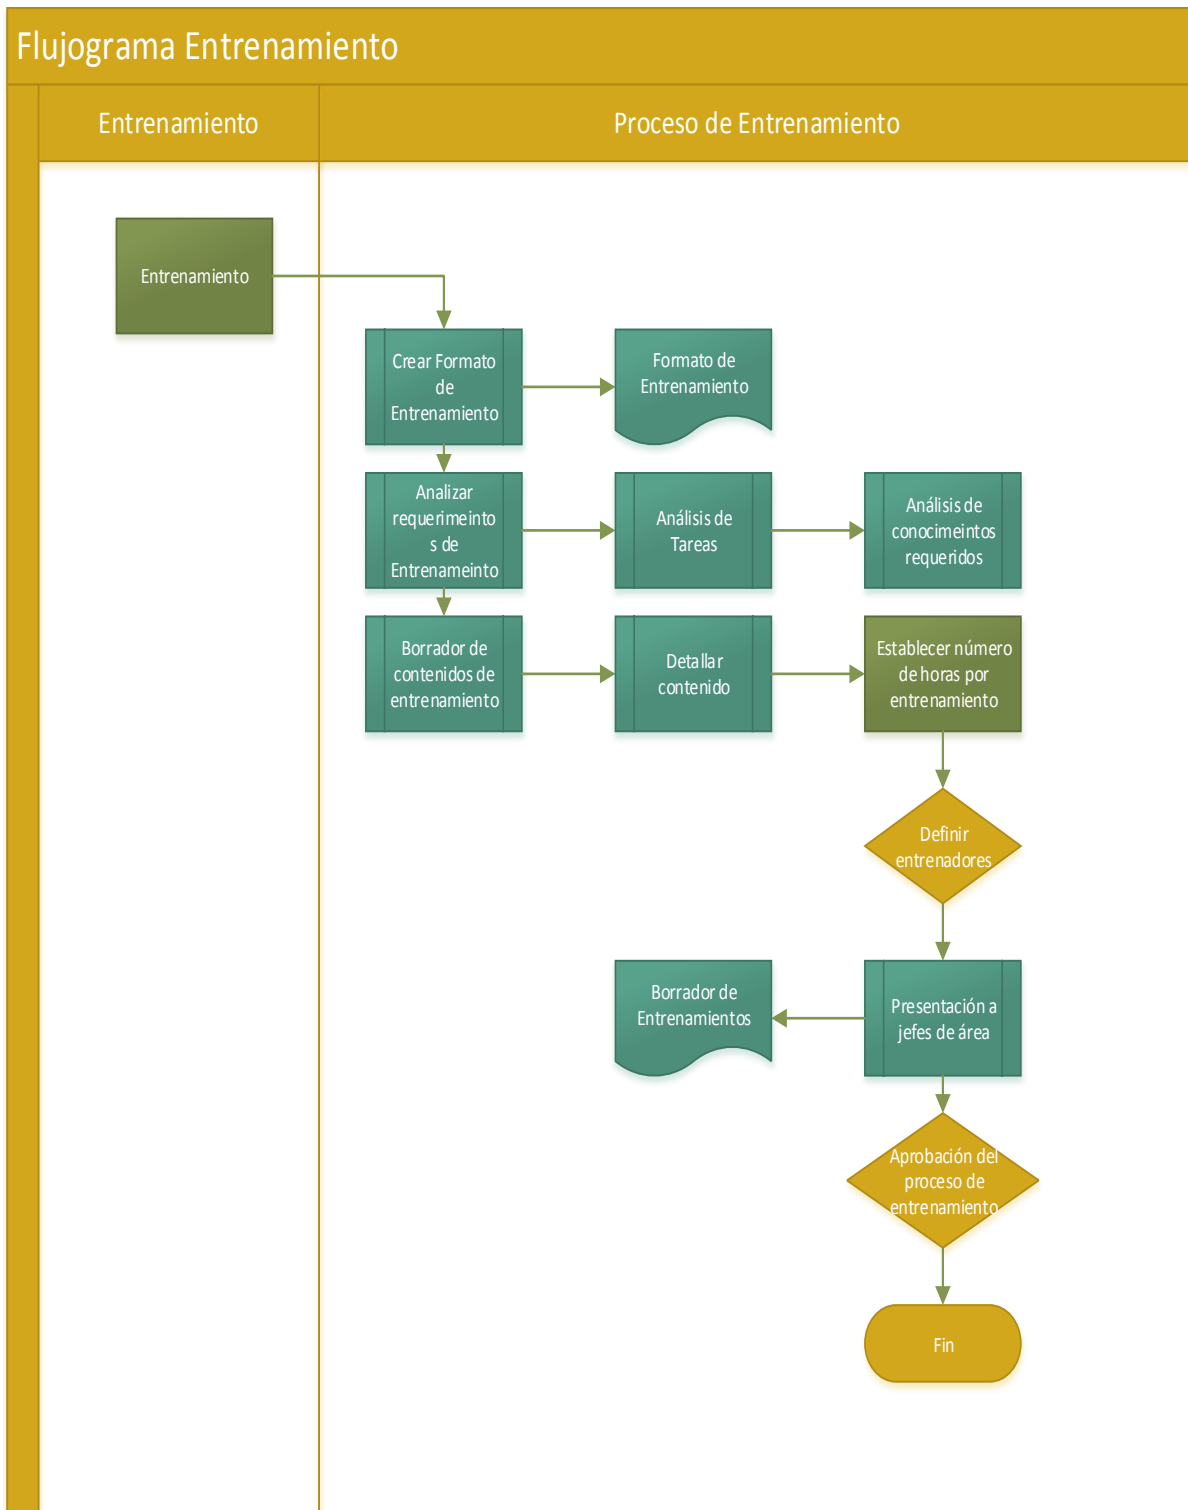 Flujograma Entrenamiento
Entrenamiento
Proceso de Entrenamiento
Entrenamiento
Crear Formato
de
Entrenamiento
Formato de
Entrenamiento
Analizar
requerimeinto
s de
Entrenameinto
Análisis de
Tareas
Análisis de
conocimeintos
requeridos
Borrador de
contenidos de
entrenamiento
Detallar
contenido
Establecer número
de horas por
entrenamiento
Definir
entrenadores
Borrador de
Entrenamientos
Presentación a
jefes de área
Aprobación del
proceso de
entrenamiento
Fin